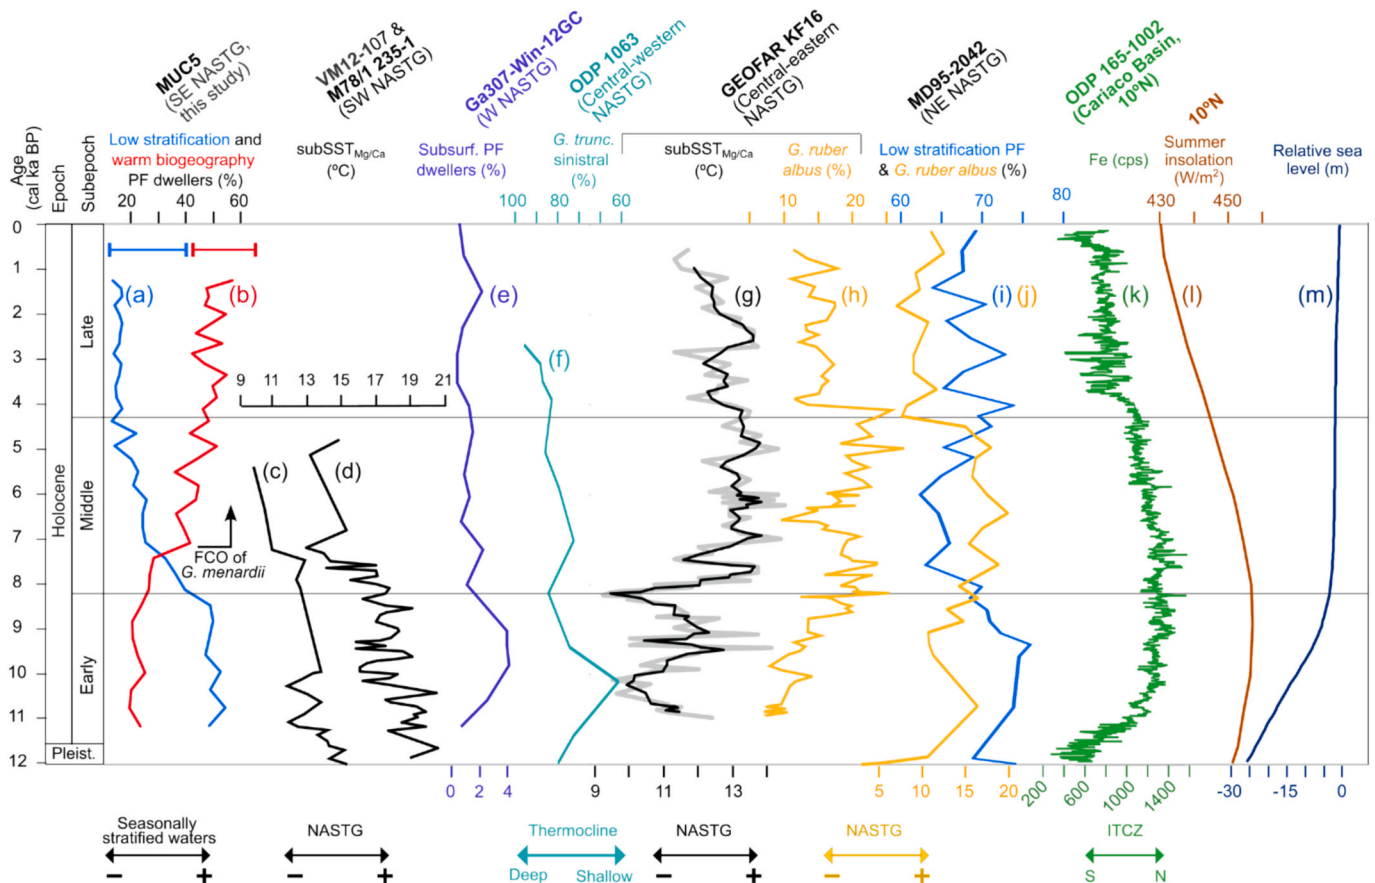 MUC5
(SE NASTG,
this study)
VM12-107 &
M78/1 235-1
(SW NASTG)
Ga307-Win-12GC
(W NASTG)
ODP 1063
(Central-western
NASTG)
GEOFAR KF16
(Central-eastern
NASTG)
MD95-2042
(NE NASTG)
ODP 165-1002
(Cariaco Basin,
10ºN)
10ºN
Age
(cal ka BP)
Epoch
Subepoch
Low stratification and
warm biogeography
PF dwellers (%)
subSSTMg/Ca
(ºC)
Subsurf. PF
dwellers (%)
G. trunc.
sinistral
(%)
subSSTMg/Ca
(ºC)
G. ruber
albus (%)
Low stratification PF
& G. ruber albus (%)
Fe (cps)
Summer
insolation
(W/m2)
Relative sea
level (m)
20 40 60
100 80 60
10 20
60 70
80
430 450
0
1
2
3
4
5
6
7
8
9
10
11
12
Holocene
Late
Middle
Early
Pleist.
(a) (b)
(e)
(f)
(g)
(h)
(i) (j)
(k)
(l)
(m)
9 11 13 15 17 19 21
(c) (d)
FCO of
G. menardii
0 2 4
9 11 13
5 10 15 20
200 600 1000 1400
-30 -15 0
Seasonally
stratified waters
− +
NASTG
− +
Thermocline
Deep Shallow
NASTG
− +
NASTG
− +
ITCZ
S N